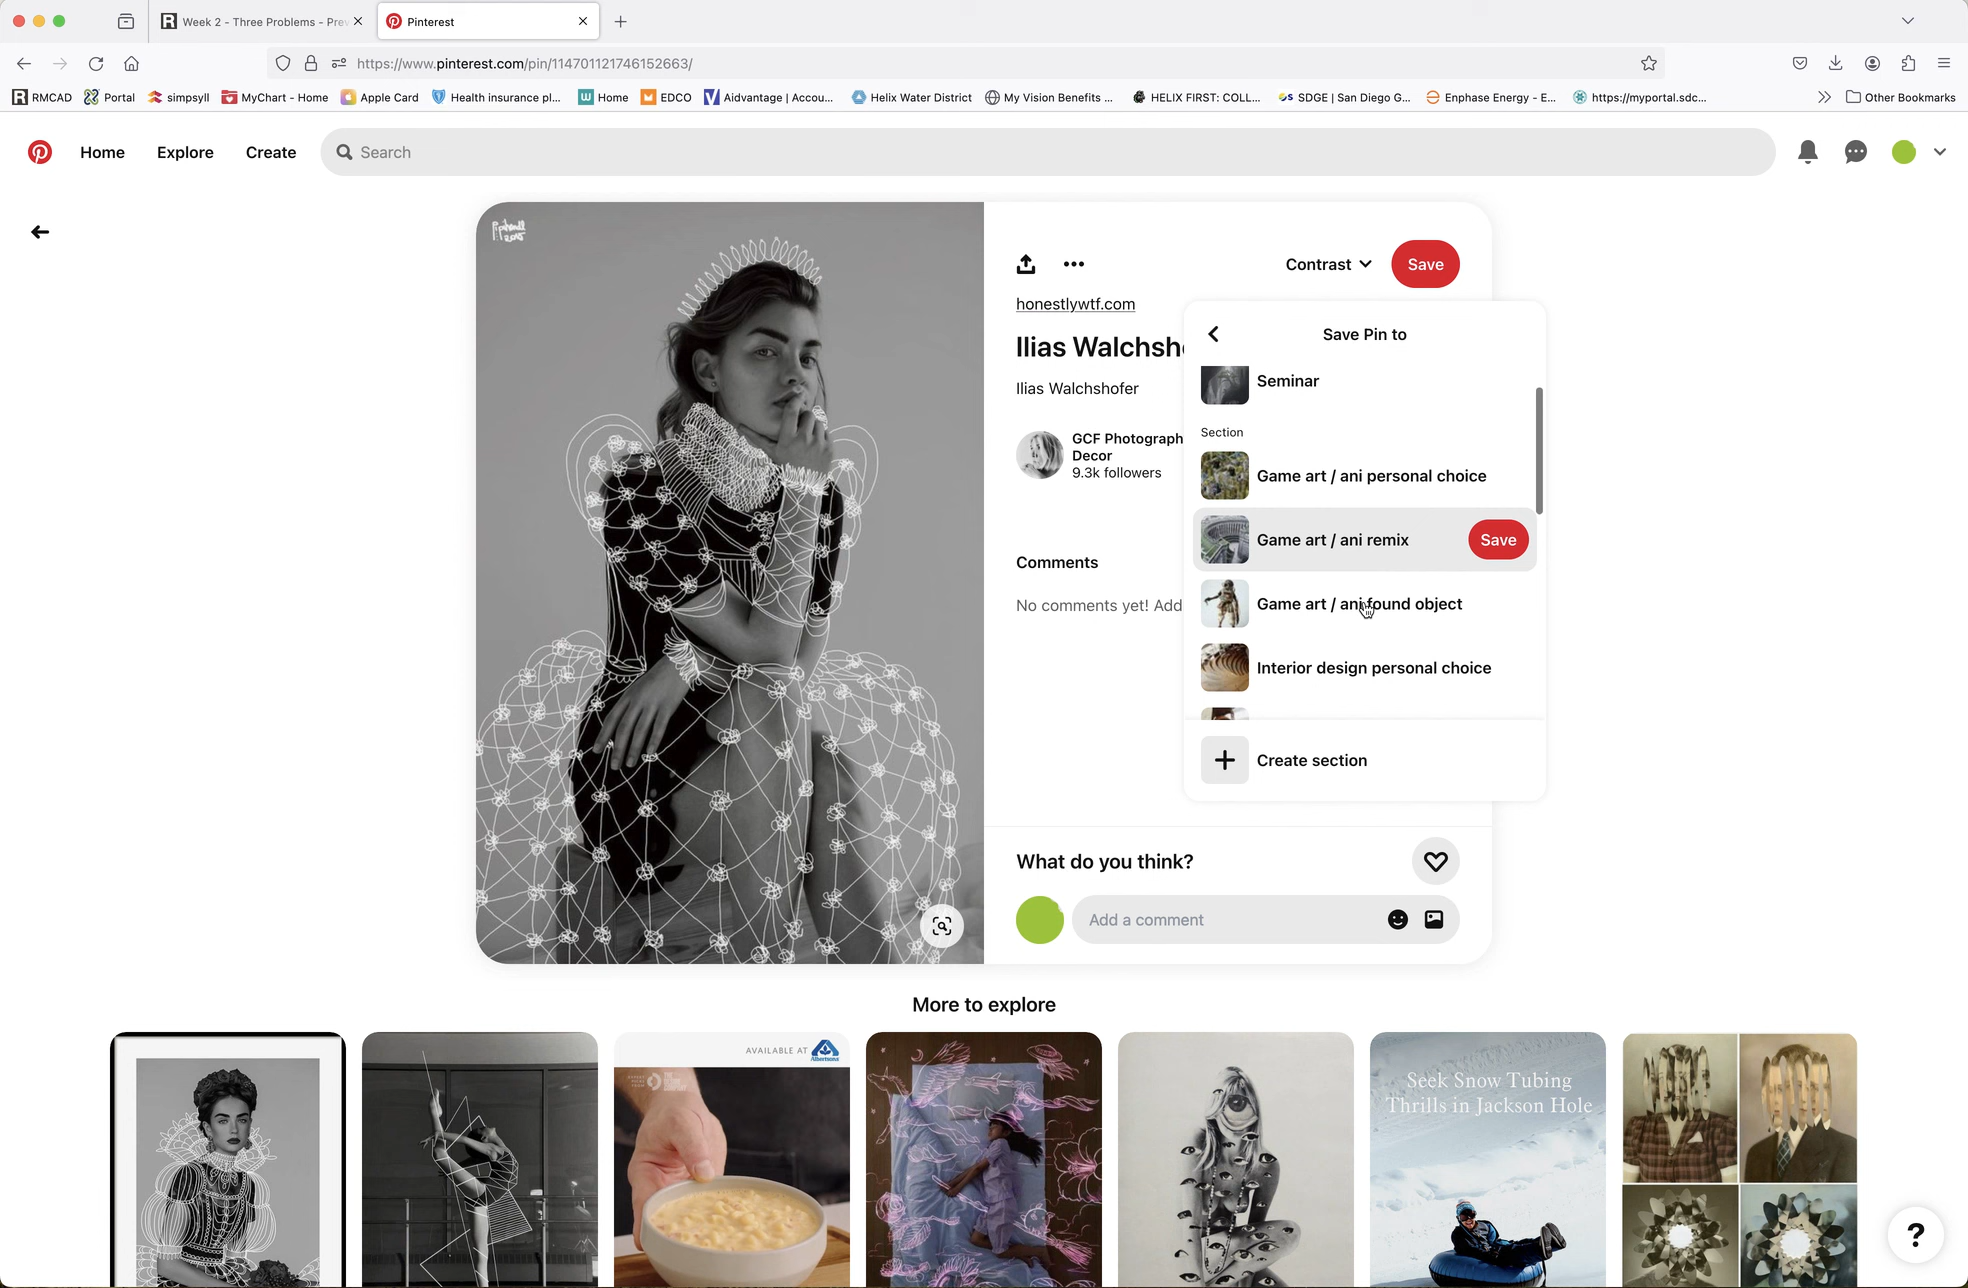 Week 2 - Three Problems - Prev
Pinterest
https://www.pinterest.com/pin/114701121746152663/
RMCAD
Portal
simpsyll
MyChart - Home
Apple Card
Health insurance pl...
Home
EDCO
Aidvantage | Accou...
Helix Water District
My Vision Benefits ...
HELIX FIRST: COLL...
SDGE | San Diego G...
Enphase Energy - E...
https://myportal.sdc...
Other Bookmarks
Home
Explore
Create
Search
Contrast
Save
honestlywtf.com
Ilias Walchsh
Ilias Walchshofer
GCF Photograph
Decor
9.3k followers
Comments
No comments yet! Add
Save Pin to
Seminar
Section
Game art / ani personal choice
Game art / ani remix
Save
Game art / ani found object
Interior design personal choice
Create section
What do you think?
Add a comment
More to explore
AVAILABLE AT
Albertsons
Seek Snow Tubing
Thrills in Jackson Hole
?